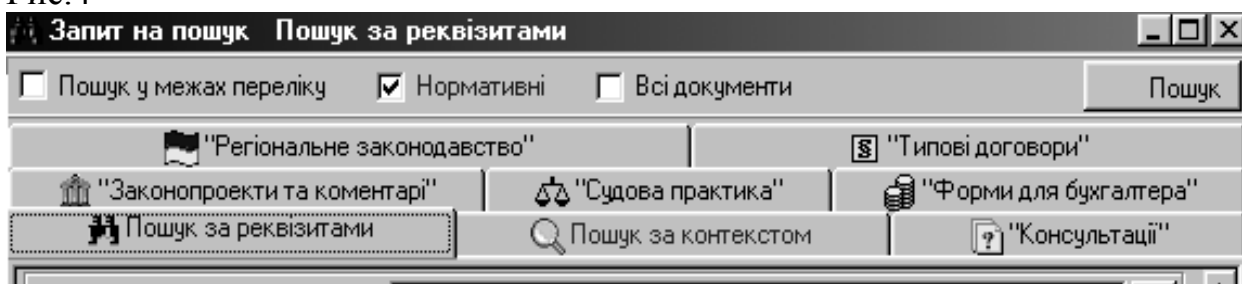 Запит на пошук Пошук за реквізитами
Пошук у межах переліку Нормативні Всі документи Пошук
"Регіональне законодавство" "Типові договори"
"Законопроекти та коментарі" "Судова практика" "Форми для бухгалтера"
Пошук за реквізитами Пошук за контекстом "Консультації"